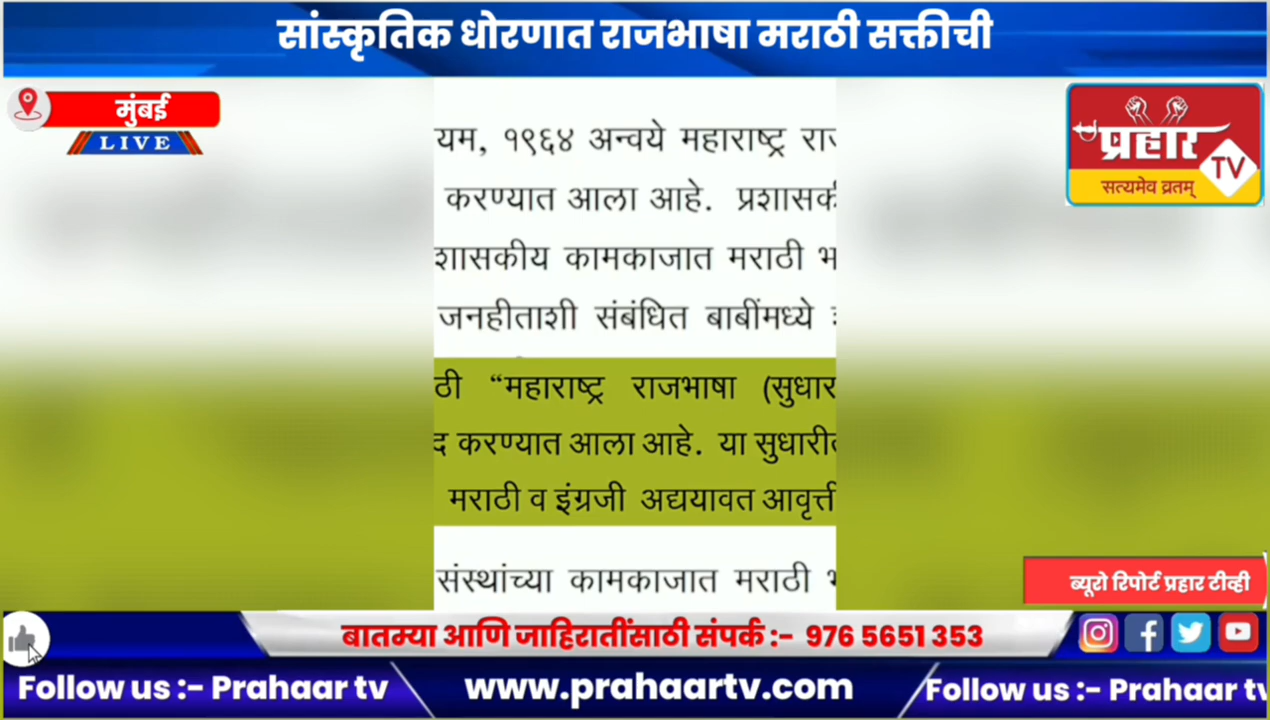 सांस्कृतिक धोरणात राजभाषा मराठी सक्तीची
मुंबई
LIVE
प्रहार
TV
सत्यमेव व्रतम्
यम, १९६४ अन्वये महाराष्ट्र
करण्यात आला आहे.
शासकीय कामकाजात मराठी
जनहीताशी संबंधित बाबींमध्ये
ठी “महाराष्ट्र राजभाषा (सुधार
द करण्यात आला आहे. या
मराठी व इंग्रजी अद्ययावत आवृत्ती
संस्थांच्या कामकाजात मराठी
ब्यूरो रिपोर्ट प्रहार टीव्ही
बातम्या आणि जाहिरातींसाठी संपर्क :- 976 5651 353
Follow us :- Prahaar tv
www.prahaartv.com
Follow us :- Prahaar tv